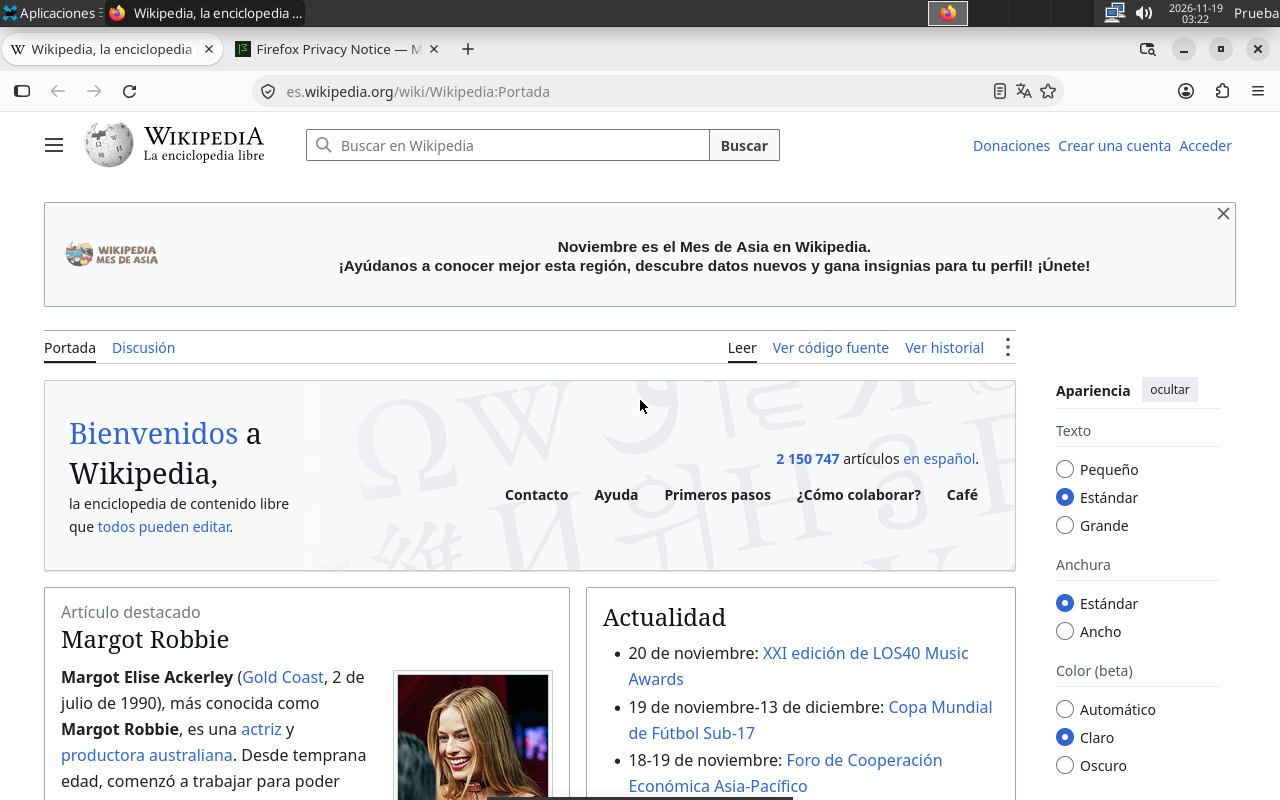 Aplicaciones
Wikipedia, la enciclopedia ...
2026-11-19
03:22
Prueba
Wikipedia, la enciclopedia
Firefox Privacy Notice — M
es.wikipedia.org/wiki/Wikipedia:Portada
WIKIPEDIA
La enciclopedia libre
Buscar en Wikipedia
Buscar
Donaciones
Crear una cuenta
Acceder
WIKIPEDIA
MES DE ASIA
Noviembre es el Mes de Asia en Wikipedia.
¡Ayúdanos a conocer mejor esta región, descubre datos nuevos y gana insignias para tu perfil! ¡Únete!
Portada
Discusión
Leer
Ver código fuente
Ver historial
Bienvenidos a
Wikipedia,
la enciclopedia de contenido libre
que todos pueden editar.
2 150 747 artículos en español.
Contacto
Ayuda
Primeros pasos
¿Cómo colaborar?
Café
Artículo destacado
Margot Robbie
Margot Elise Ackerley (Gold Coast, 2 de
julio de 1990), más conocida como
Margot Robbie, es una actriz y
productora australiana. Desde temprana
edad, comenzó a trabajar para poder
Actualidad
20 de noviembre: XXI edición de LOS40 Music
Awards
19 de noviembre-13 de diciembre: Copa Mundial
de Fútbol Sub-17
18-19 de noviembre: Foro de Cooperación
Económica Asia-Pacífico
Apariencia
ocultar
Texto
Pequeño
Estándar
Grande
Anchura
Estándar
Ancho
Color (beta)
Automático
Claro
Oscuro